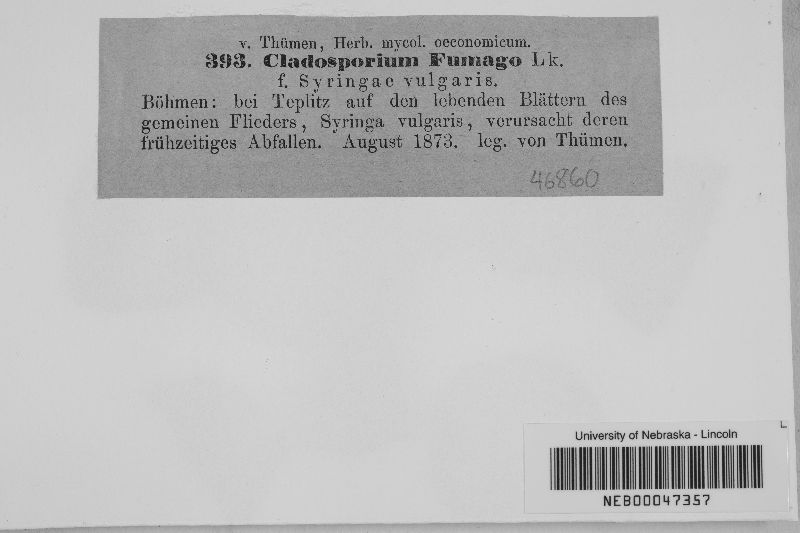 v. Thümen, Herb. mycol. oeconomicum.
393. Cladosporium Fumago Lk.
f. Syringae vulgaris.
Böhmen: bei Teplitz auf den lebenden Blättern des
gemeinen Flieders, Syringa vulgaris, verursacht deren
frühzeitiges Abfallen. August 1873. leg. von Thümen.
46860
University of Nebraska - Lincoln
NEB00047357